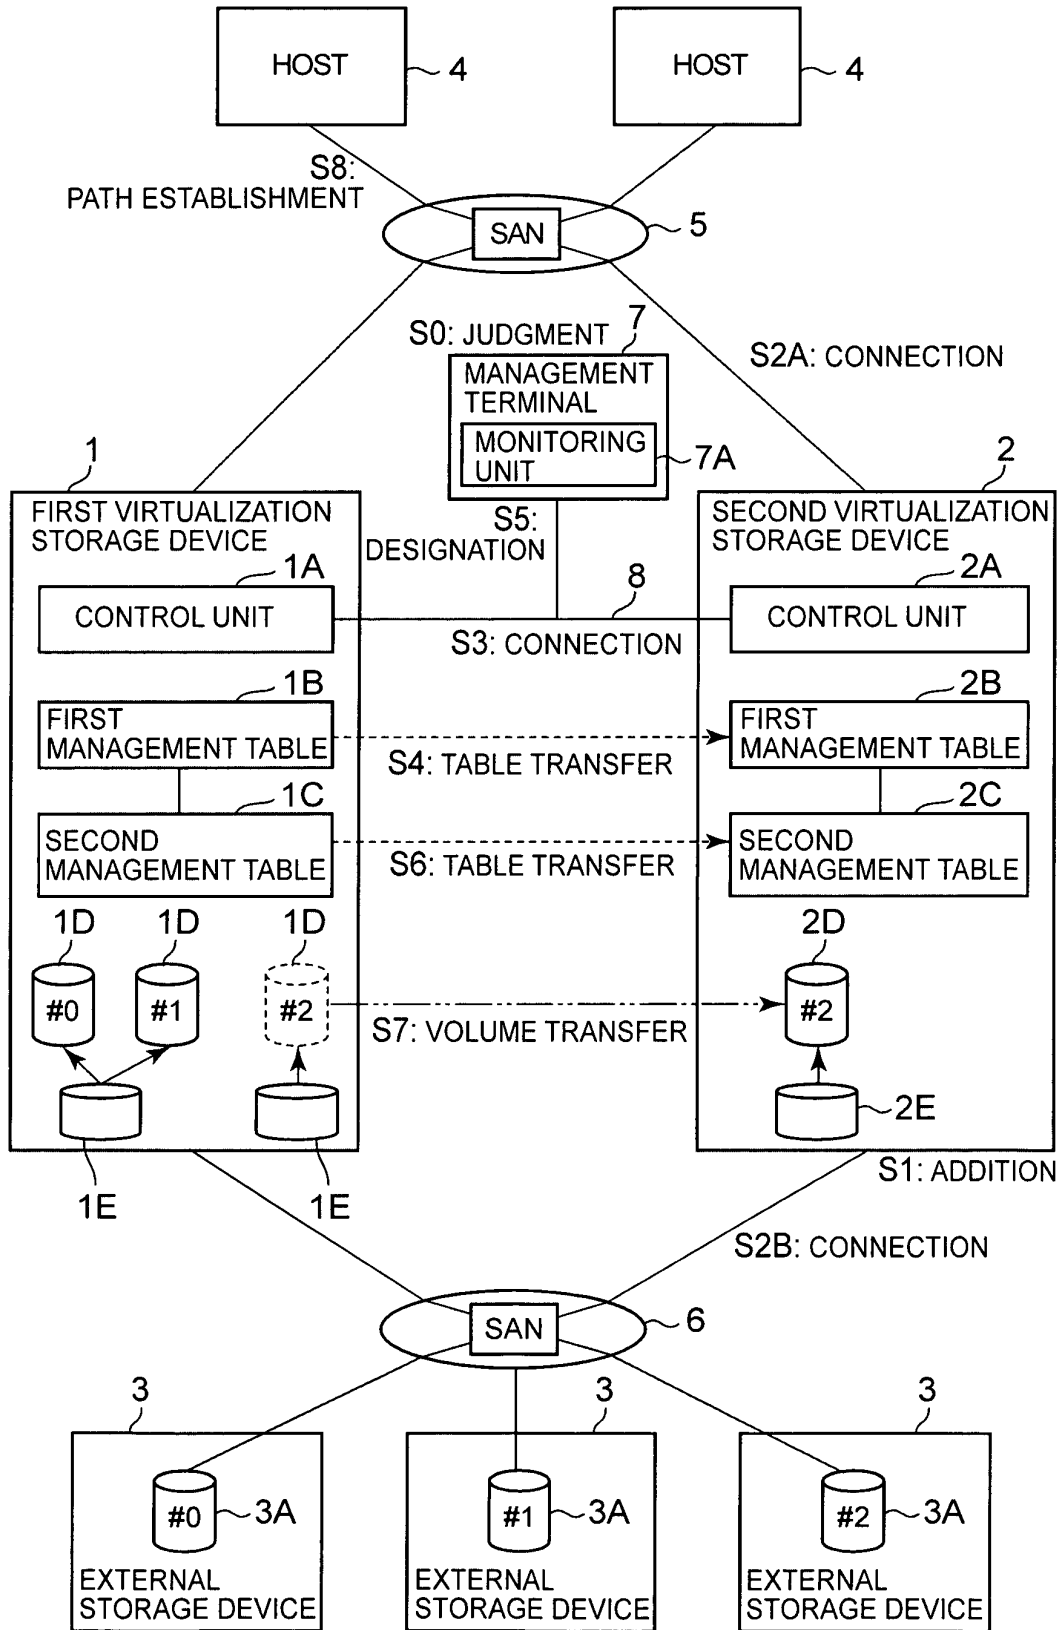 HOST
4
HOST
4
S8:
PATH ESTABLISHMENT
SAN
5
S0: JUDGMENT
7
S2A: CONNECTION
MANAGEMENT
TERMINAL
MONITORING
UNIT
7A
1
2
FIRST VIRTUALIZATION
STORAGE DEVICE
S5:
DESIGNATION
SECOND VIRTUALIZATION
STORAGE DEVICE
1A
CONTROL UNIT
8
2A
CONTROL UNIT
S3: CONNECTION
1B
FIRST
MANAGEMENT TABLE
2B
FIRST
MANAGEMENT TABLE
S4: TABLE TRANSFER
1C
SECOND
MANAGEMENT TABLE
2C
SECOND
MANAGEMENT TABLE
S6: TABLE TRANSFER
1D
1D
1D
2D
#0
#1
#2
#2
S7: VOLUME TRANSFER
2E
1E
1E
S1: ADDITION
S2B: CONNECTION
SAN
6
3
3
3
#0
3A
#1
3A
#2
3A
EXTERNAL
STORAGE DEVICE
EXTERNAL
STORAGE DEVICE
EXTERNAL
STORAGE DEVICE